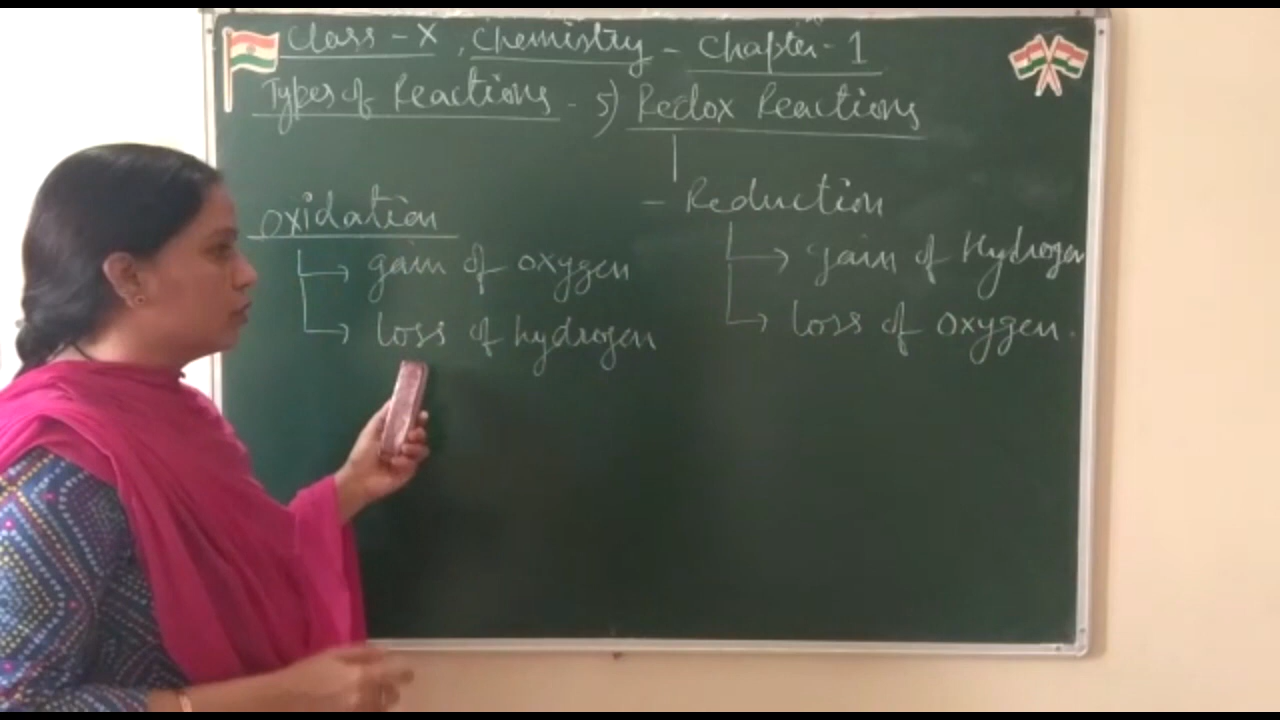 Class - X , Chemistry - Chapter - 1
Types of Reactions - 5) Redox Reactions
Oxidation
gain of oxygen
loss of hydrogen
- Reduction
gain of Hydrogen
loss of oxygen.